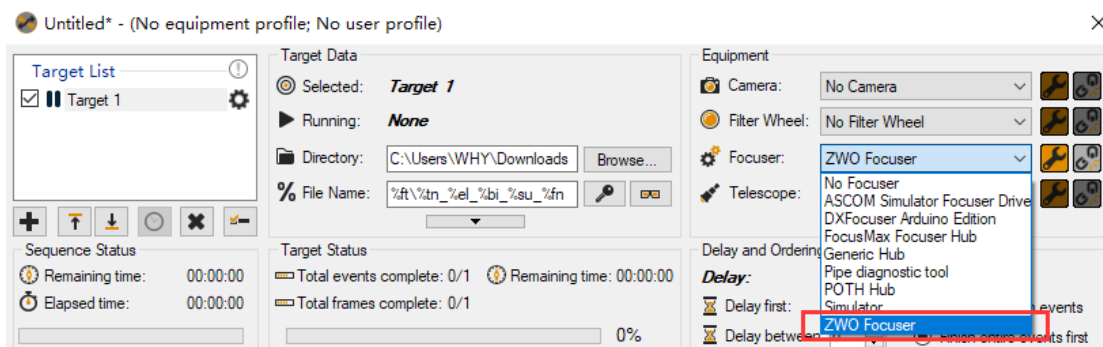 Untitled* - (No equipment profile; No user profile)
Target List
Target 1
Target Data
Selected: Target 1
Running: None
Directory: C:\Users\WHY\Downloads Browse...
File Name: %ft\%tn_%el_%bi_%su_%fn
Equipment
Camera: No Camera
Filter Wheel: No Filter Wheel
Focuser: ZWO Focuser
Telescope:
No Focuser
ASCOM Simulator Focuser Drive
DXFocuser Arduino Edition
FocusMax Focuser Hub
Generic Hub
Pipe diagnostic tool
POTH Hub
Simulator
ZWO Focuser
Sequence Status
Remaining time: 00:00:00
Elapsed time: 00:00:00
Target Status
Total events complete: 0/1 Remaining time: 00:00:00
Total frames complete: 0/1
0%
Delay and Ordering
Delay:
Delay first: events
Delay between Finish entire events first